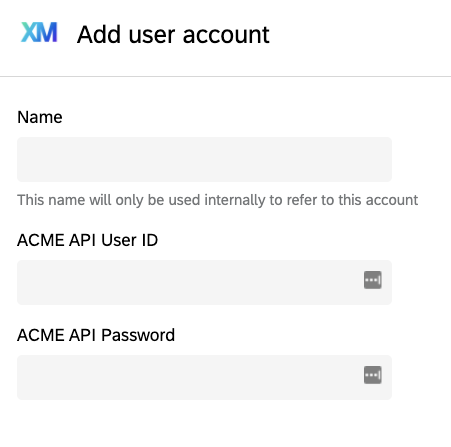 XM Add user account
Name
This name will only be used internally to refer to this account
ACME API User ID
ACME API Password